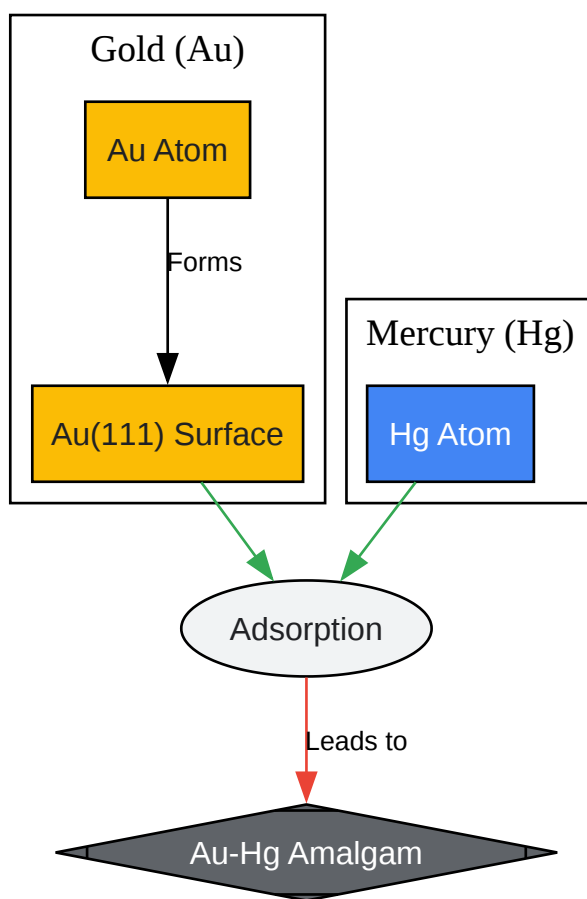 Gold (Au)
Au Atom
Forms
Mercury (Hg)
Au(111) Surface
Hg Atom
Adsorption
Leads to
Au-Hg Amalgam